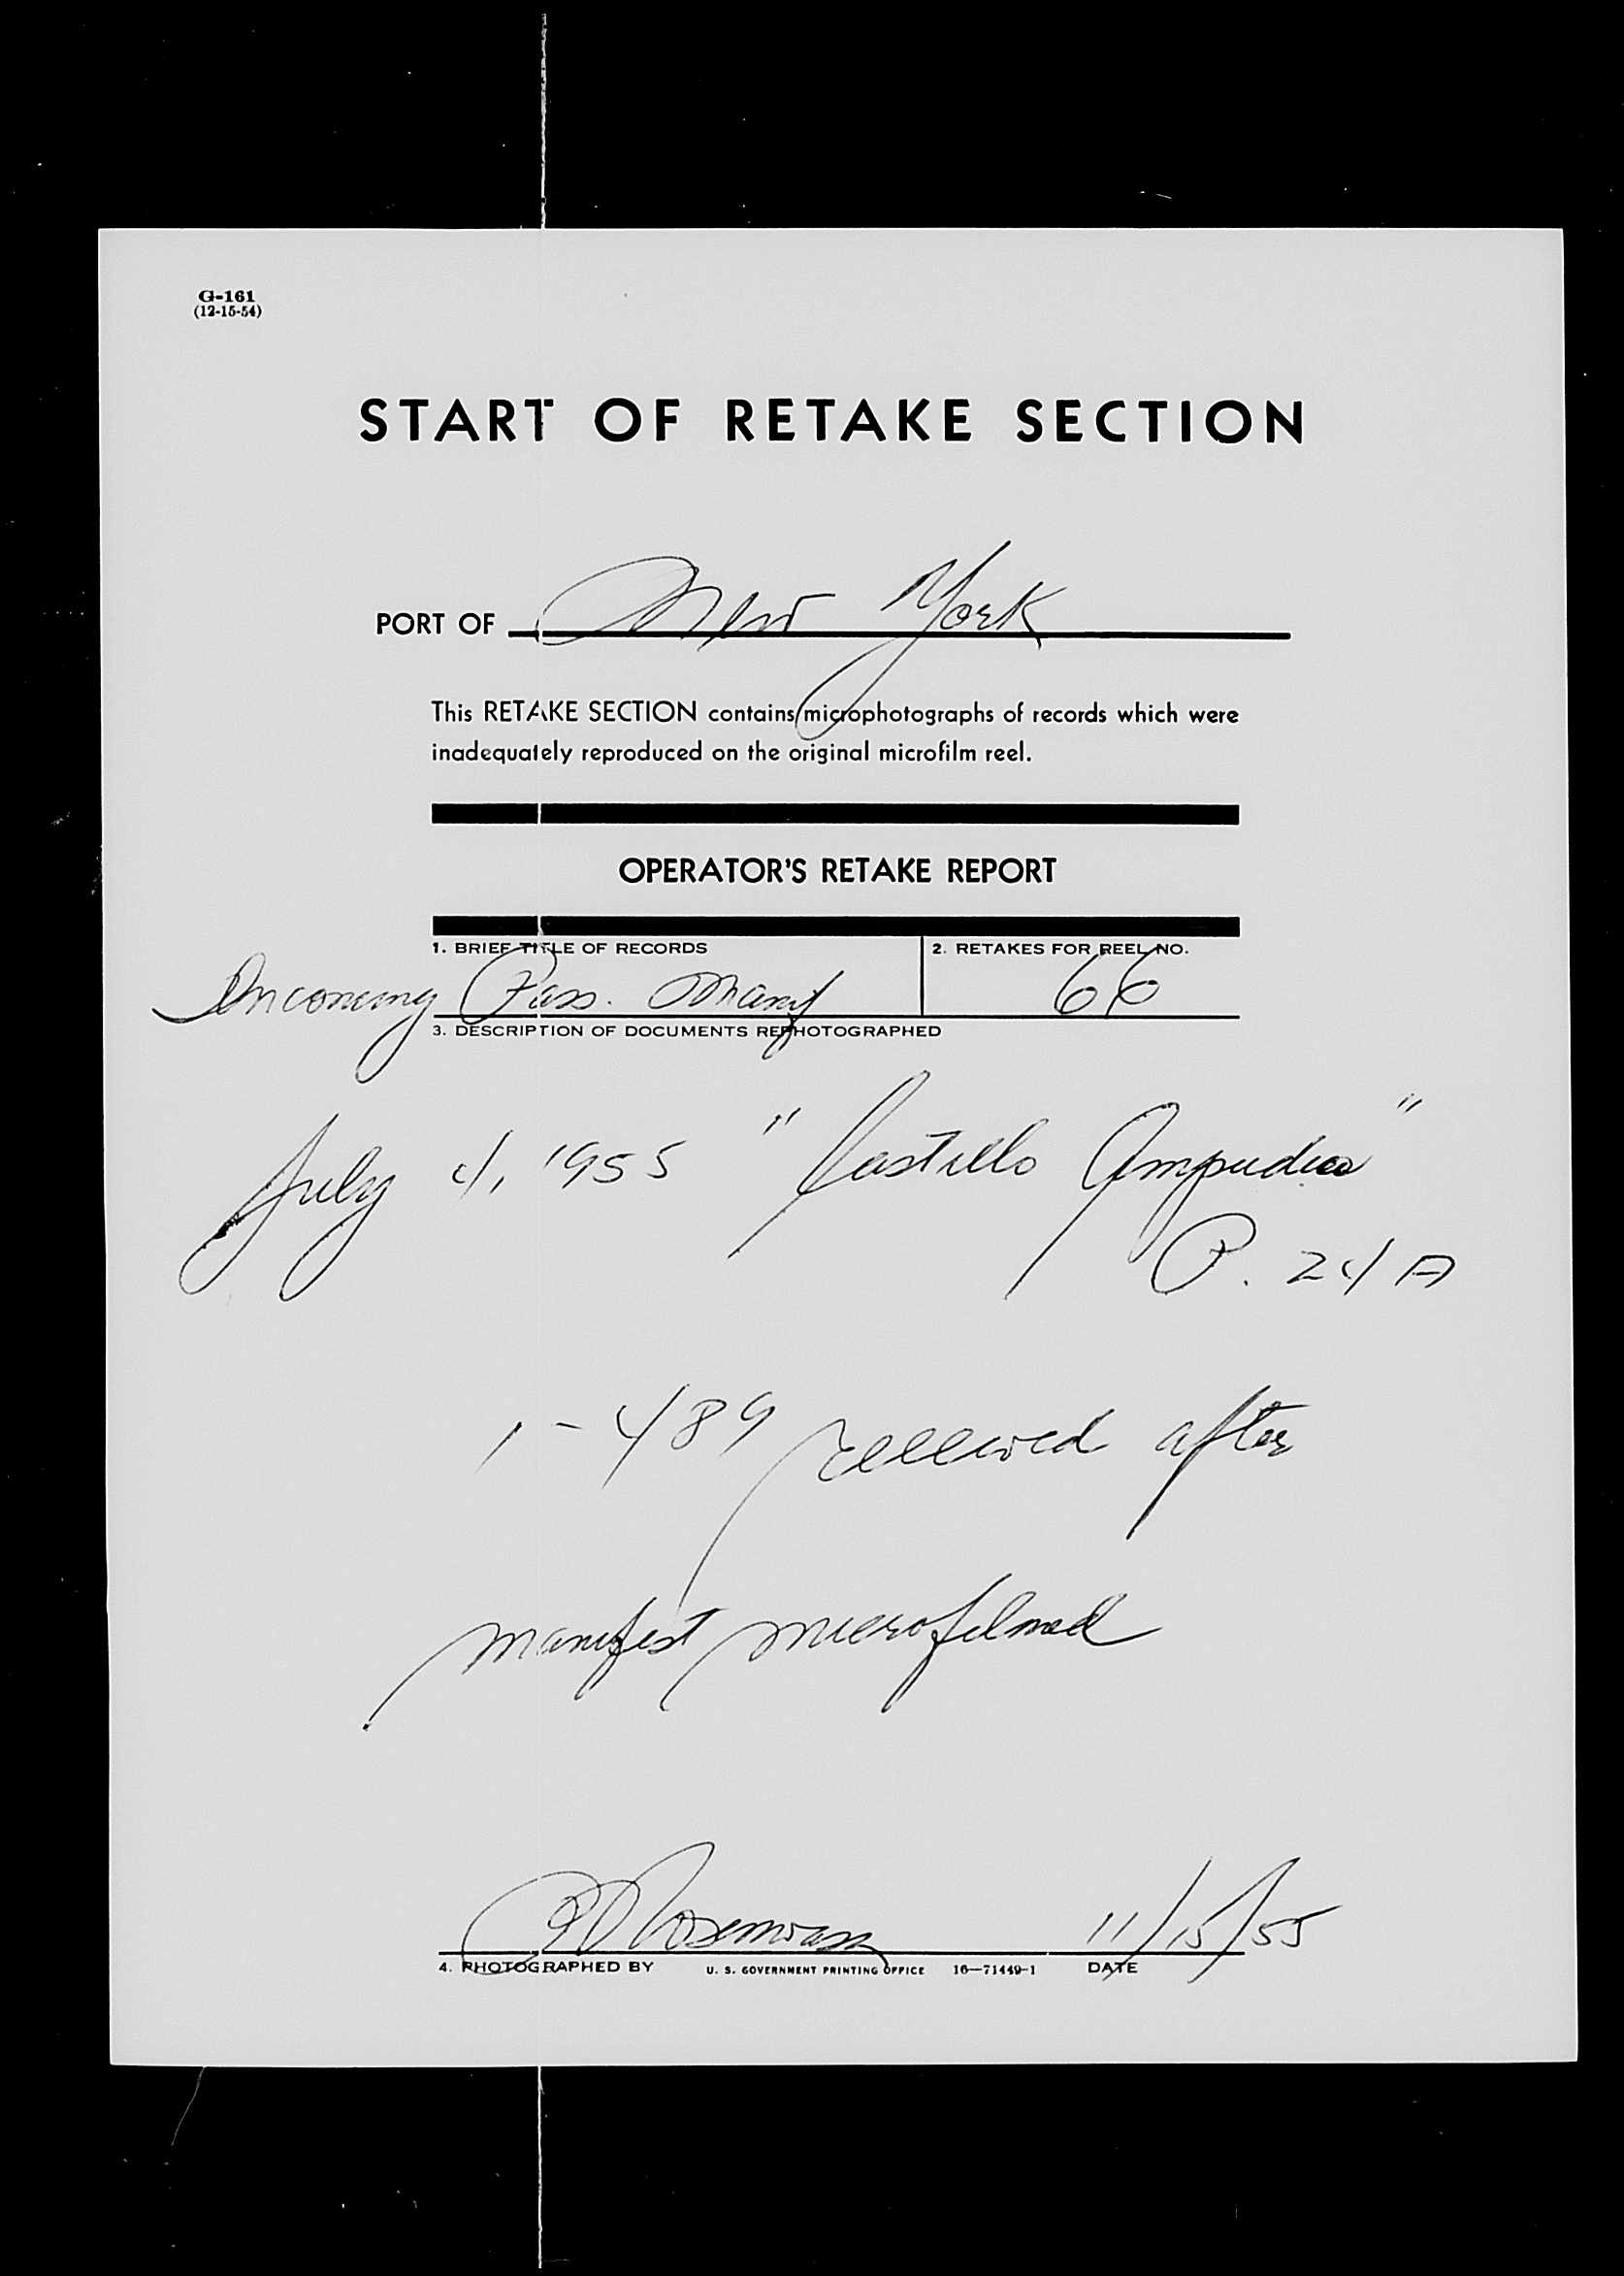 G-161
(12-15-54)
START OF RETAKE SECTION
PORT OF New York
This RETAKE SECTION contains microphotographs of records which were
inadequately reproduced on the original microfilm reel.
OPERATOR'S RETAKE REPORT
1. BRIEF TITLE OF RECORDS 2. RETAKES FOR REEL NO.
Incoming Pass. Manf 66
3. DESCRIPTION OF DOCUMENTS REPHOTOGRAPHED
July 4, 1955 "Castillo Ampudia"
P. 24A
1-489 received after
manifest microfilmed
11/15/55
4. PHOTOGRAPHED BY U. S. GOVERNMENT PRINTING OFFICE 16—71449-1 DATE